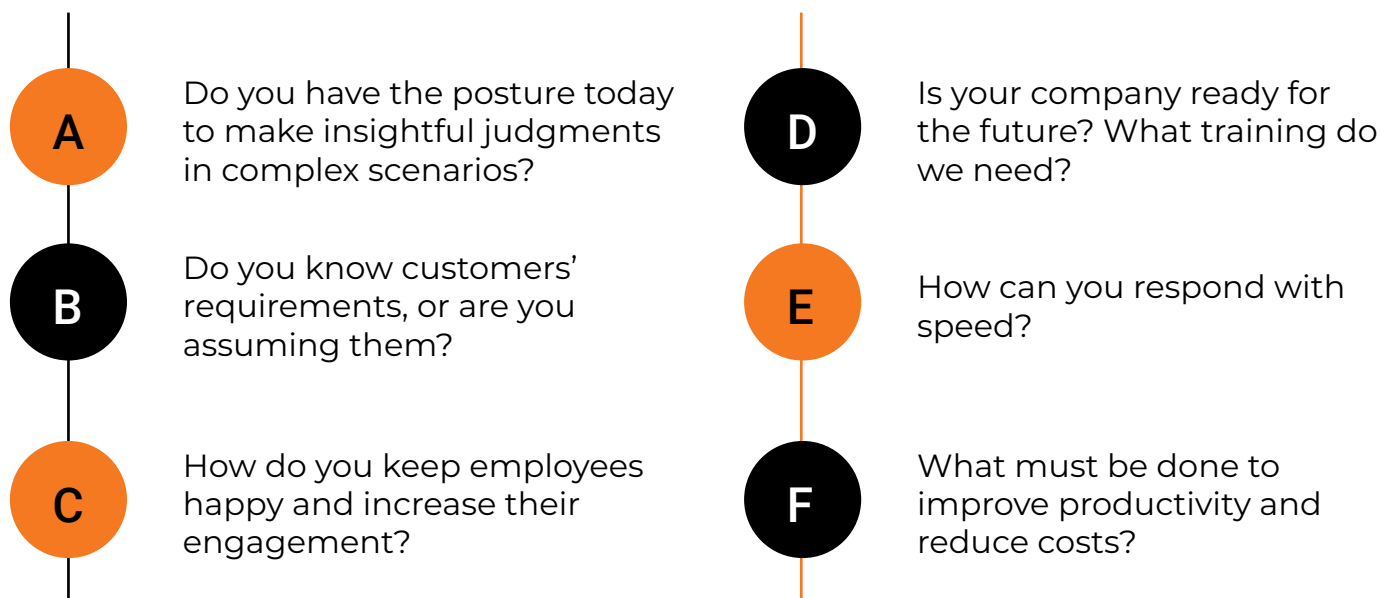 A
Do you have the posture today
to make insightful judgments
in complex scenarios?
B
Do you know customers’
requirements, or are you
assuming them?
C
How do you keep employees
happy and increase their
engagement?
D
Is your company ready for
the future? What training do
we need?
E
How can you respond with
speed?
F
What must be done to
improve productivity and
reduce costs?